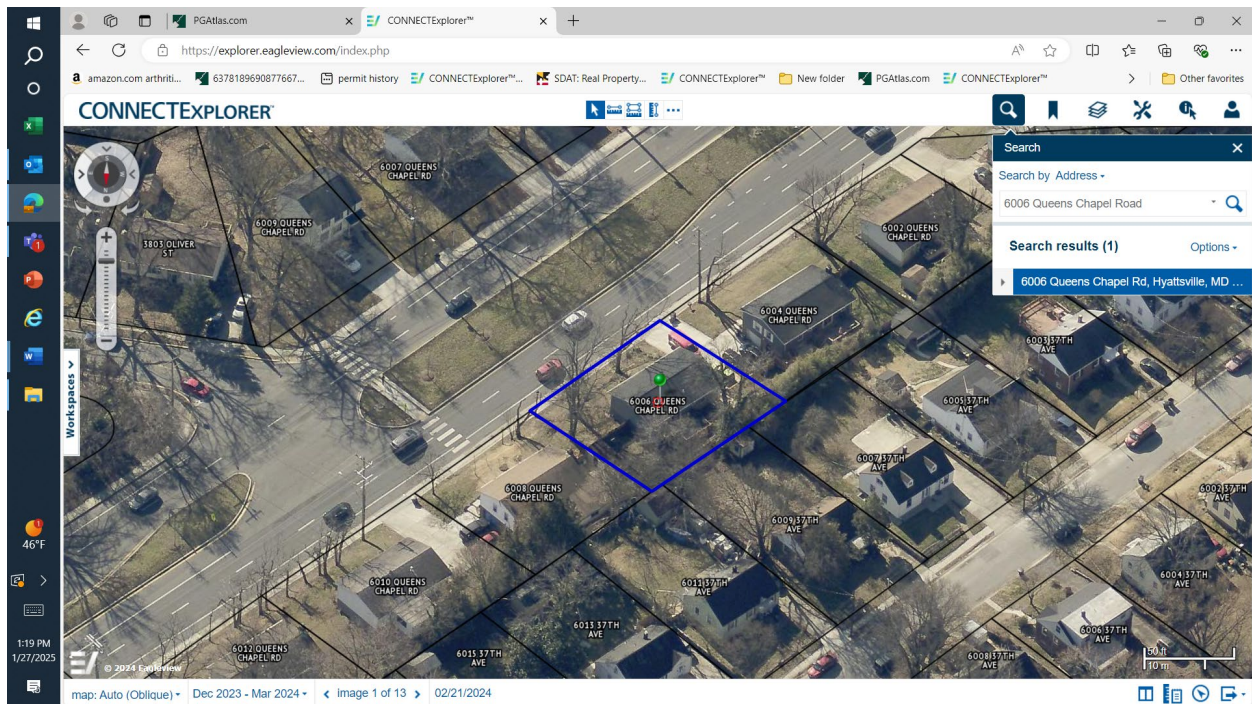 PGAtlas.com
CONNECTExplorer™
https://explorer.eagleview.com/index.php
amazon.com arthriti...
6378189690877667...
permit history
CONNECTExplorer™...
SDAT: Real Property...
CONNECTExplorer™
New folder
PGAtlas.com
CONNECTExplorer™
Other favorites
CONNECTEXPLORER™
Search
Search by Address
6006 Queens Chapel Road
Search results (1)
Options
6006 Queens Chapel Rd, Hyattsville, MD ...
6007 QUEENS
CHAPEL RD
6009 QUEENS
CHAPEL RD
3803 OLIVER
ST
6002 QUEENS
CHAPEL RD
6004 QUEENS
CHAPEL RD
6003 37TH
AVE
6006 QUEENS
CHAPEL RD
6005 37TH
AVE
Workspaces
6007 37TH
AVE
6008 QUEENS
CHAPEL RD
6002 37TH
AVE
6009 37TH
AVE
6010 QUEENS
CHAPEL RD
6011 37TH
AVE
6004 37TH
AVE
6013 37TH
AVE
6006 37TH
AVE
6012 QUEENS
CHAPEL RD
6015 37TH
AVE
6008 37TH
AVE
50 ft
10 m
© 2024 Eagleview
map: Auto (Oblique)
Dec 2023 - Mar 2024
image 1 of 13
02/21/2024
46°F
1:19 PM
1/27/2025